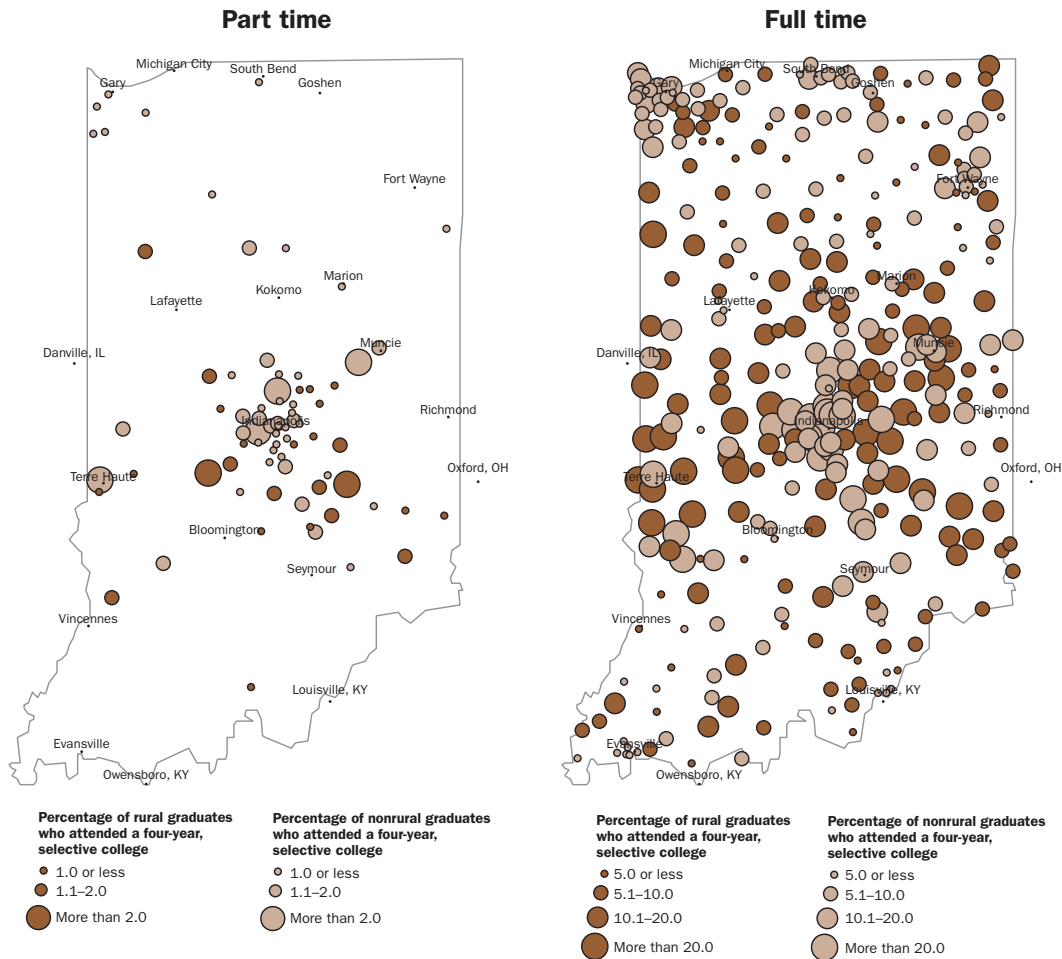 Part time
Full time
Michigan City
South Bend
Gary
Goshen
Fort Wayne
Marion
Kokomo
Lafayette
Muncie
Danville, IL
Richmond
Indianapolis
Oxford, OH
Terre Haute
Bloomington
Seymour
Vincennes
Louisville, KY
Evansville
Owensboro, KY
Michigan City
South Bend
Gary
Goshen
Fort Wayne
Marion
Kokomo
Lafayette
Muncie
Danville, IL
Richmond
Indianapolis
Oxford, OH
Terre Haute
Bloomington
Seymour
Vincennes
Louisville, KY
Evansville
Owensboro, KY
Percentage of rural graduates
who attended a four-year,
selective college
1.0 or less
1.1–2.0
More than 2.0
Percentage of nonrural graduates
who attended a four-year,
selective college
1.0 or less
1.1–2.0
More than 2.0
Percentage of rural graduates
who attended a four-year,
selective college
5.0 or less
5.1–10.0
10.1–20.0
More than 20.0
Percentage of nonrural graduates
who attended a four-year,
selective college
5.0 or less
5.1–10.0
10.1–20.0
More than 20.0